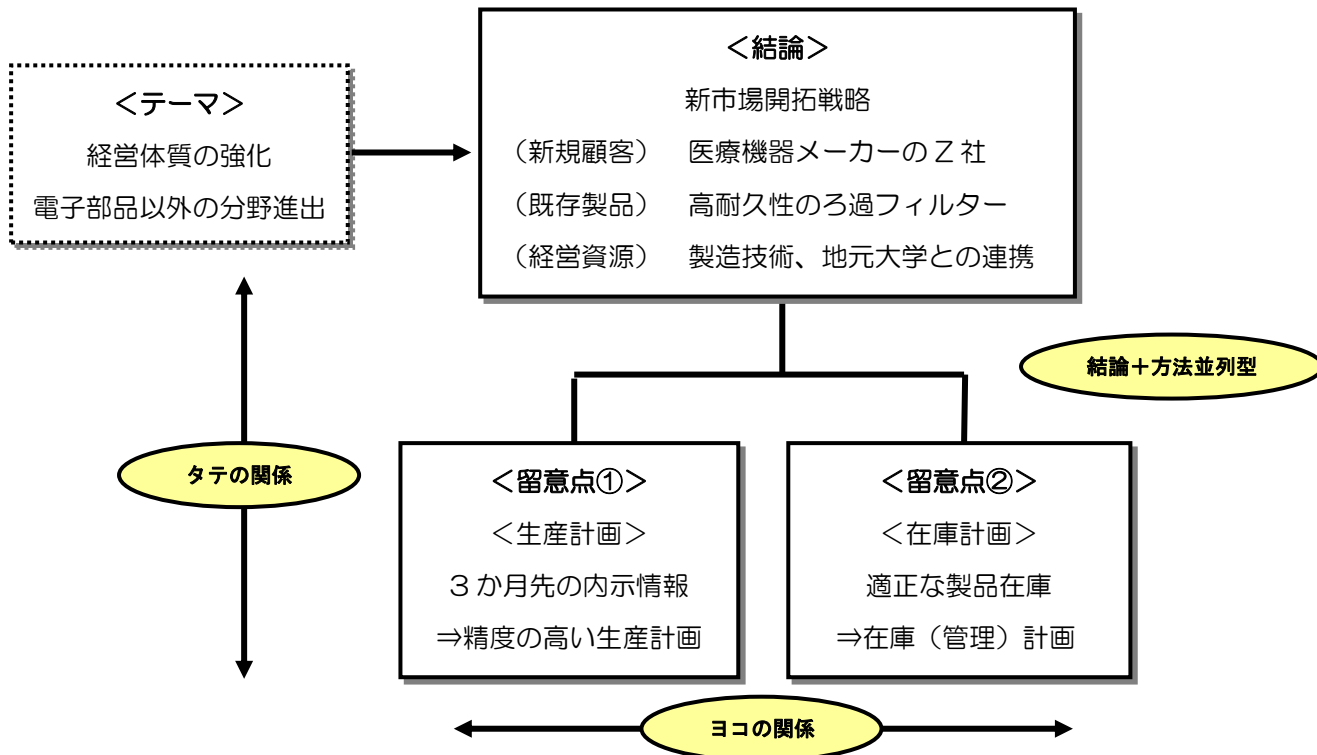 ＜テーマ＞
経営体質の強化
電子部品以外の分野進出
＜結論＞
新市場開拓戦略
（新規顧客）　医療機器メーカーのＺ社
（既存製品）　高耐久性のろ過フィルター
（経営資源）　製造技術、地元大学との連携
結論＋方法並列型
タテの関係
＜留意点①＞
＜生産計画＞
３か月先の内示情報
⇒精度の高い生産計画
＜留意点②＞
＜在庫計画＞
適正な製品在庫
⇒在庫（管理）計画
ヨコの関係